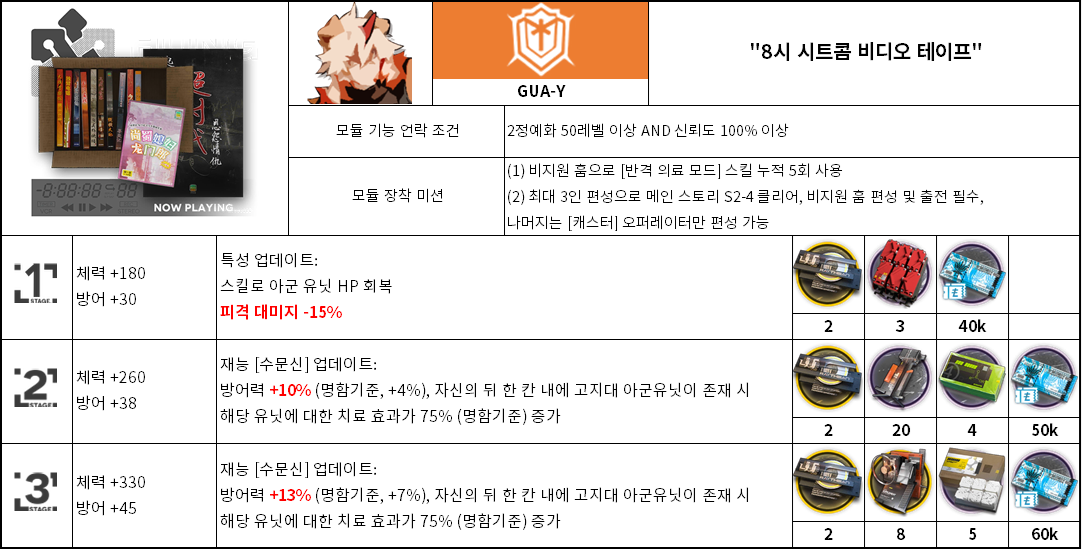 "8시 시트콤 비디오 테이프"
GUA-Y
모듈 기능 언락 조건
2정예화 50레벨 이상 AND 신뢰도 100% 이상
모듈 장착 미션
(1) 비지원 훔으로 [반격 의료 모드] 스킬 누적 5회 사용
(2) 최대 3인 편성으로 메인 스토리 S2-4 클리어, 비지원 훔 편성 및 출전 필수,
나머지는 [캐스터] 오퍼레이터만 편성 가능
NOW PLAYING...
1
STAGE
체력 +180
방어 +30
특성 업데이트:
스킬로 아군 유닛 HP 회복
피격 대미지 -15%
2
3
40k
2
STAGE
체력 +260
방어 +38
재능 [수문신] 업데이트:
방어력 +10% (명함기준, +4%), 자신의 뒤 한 칸 내에 고지대 아군유닛이 존재 시
해당 유닛에 대한 치료 효과가 75% (명함기준) 증가
2
20
4
50k
3
STAGE
체력 +330
방어 +45
재능 [수문신] 업데이트:
방어력 +13% (명함기준, +7%), 자신의 뒤 한 칸 내에 고지대 아군유닛이 존재 시
해당 유닛에 대한 치료 효과가 75% (명함기준) 증가
2
8
5
60k